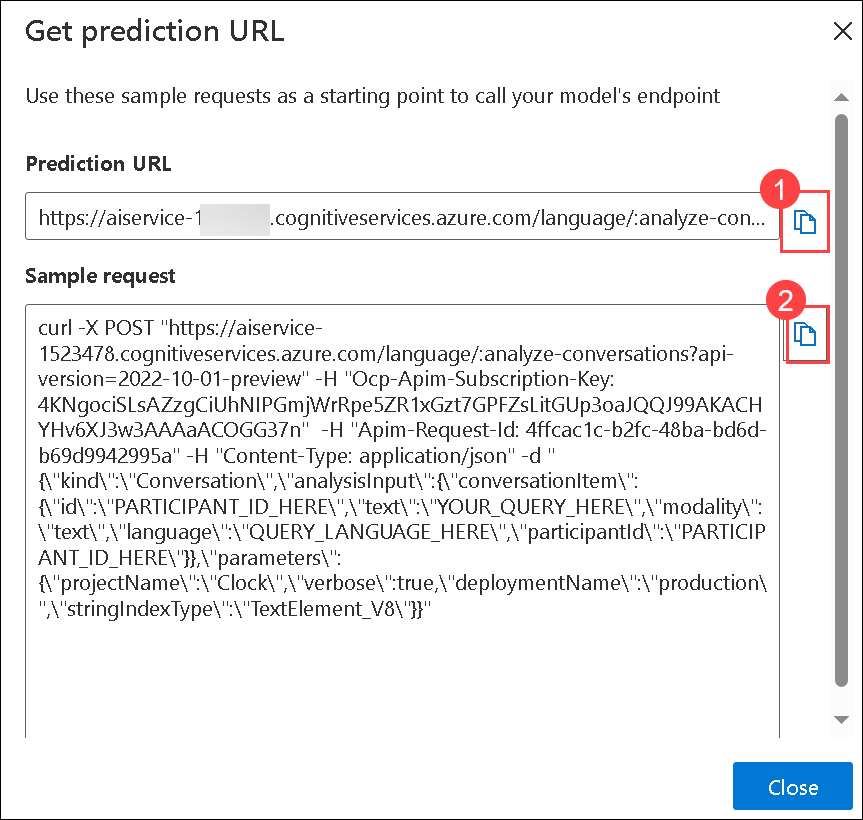 Get prediction URL
Use these sample requests as a starting point to call your model's endpoint
Prediction URL
1
https://aiservice-1 .cognitiveservices.azure.com/language/:analyze-con...
Sample request
2
curl -X POST "https://aiservice-
1523478.cognitiveservices.azure.com/language/:analyze-conversations?api-
version=2022-10-01-preview" -H "Ocp-Apim-Subscription-Key:
4KNgociSLsAZzgCiUhNIPGmjWrRpe5ZR1xGzt7GPFZsLitGUp3oaJQQJ99AKACH
YHv6XJ3w3AAAaACOGG37n" -H "Apim-Request-Id: 4ffcac1c-b2fc-48ba-bd6d-
b69d9942995a" -H "Content-Type: application/json" -d "
{\"kind\":\"Conversation\",\"analysisInput\":{\"conversationItem\":
{\"id\":\"PARTICIPANT_ID_HERE\",\"text\":\"YOUR_QUERY_HERE\",\"modality\":
\"text\",\"language\":\"QUERY_LANGUAGE_HERE\",\"participantId\":\"PARTICIP
ANT_ID_HERE\"}},\"parameters\":
{\"projectName\":\"Clock\",\"verbose\":true,\"deploymentName\":\"production\
",\"stringIndexType\":\"TextElement_V8\"}}"
Close